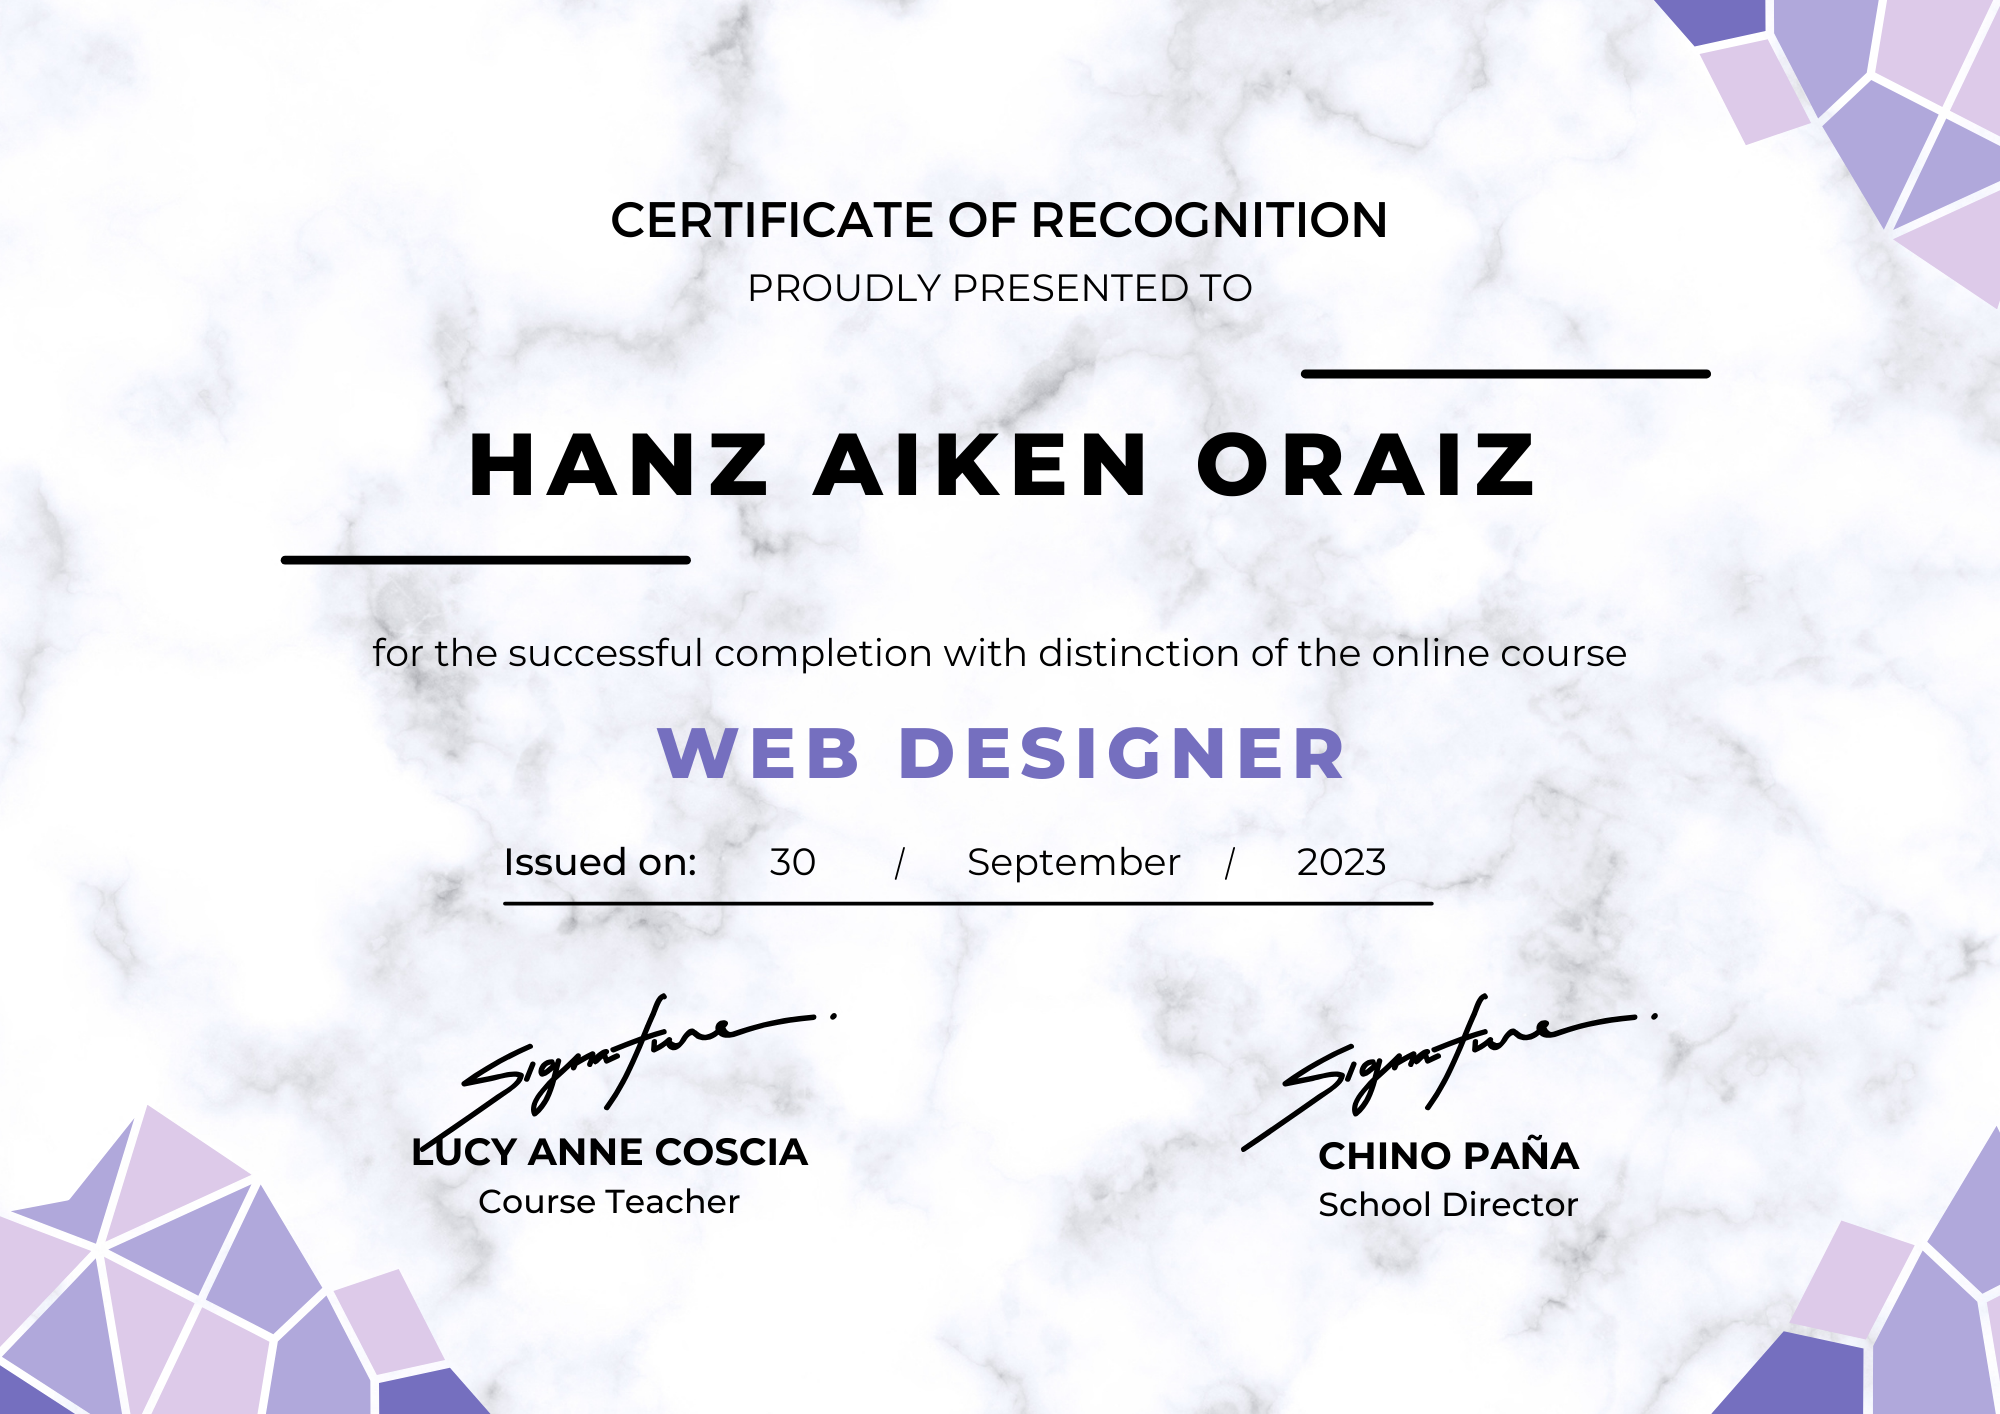 CERTIFICATE OF RECOGNITION
PROUDLY PRESENTED TO
HANZ AIKEN ORAIZ
for the successful completion with distinction of the online course
WEB DESIGNER
Issued on: 30 / September / 2023
Signature. Signature.
LUCY ANNE COSCIA CHINO PAÑA
Course Teacher School Director